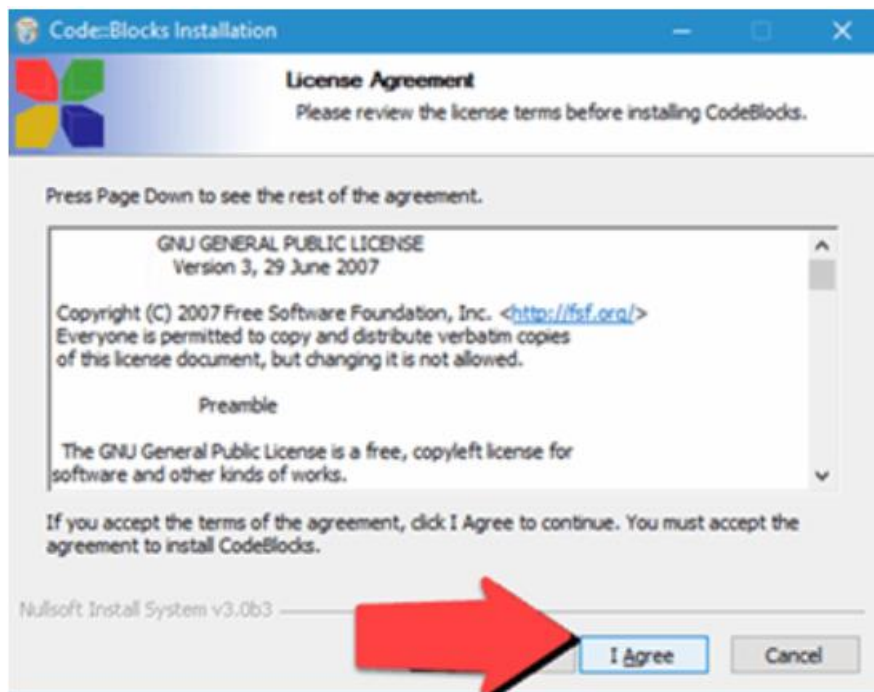 Code::Blocks Installation
License Agreement
Please review the license terms before installing CodeBlocks.
Press Page Down to see the rest of the agreement.
GNU GENERAL PUBLIC LICENSE
Version 3, 29 June 2007
Copyright (C) 2007 Free Software Foundation, Inc. <http://fsf.org/>
Everyone is permitted to copy and distribute verbatim copies
of this license document, but changing it is not allowed.
Preamble
The GNU General Public License is a free, copyleft license for
software and other kinds of works.
If you accept the terms of the agreement, click I Agree to continue. You must accept the
agreement to install CodeBlocks.
Nullsoft Install System v3.0b3
I Agree Cancel